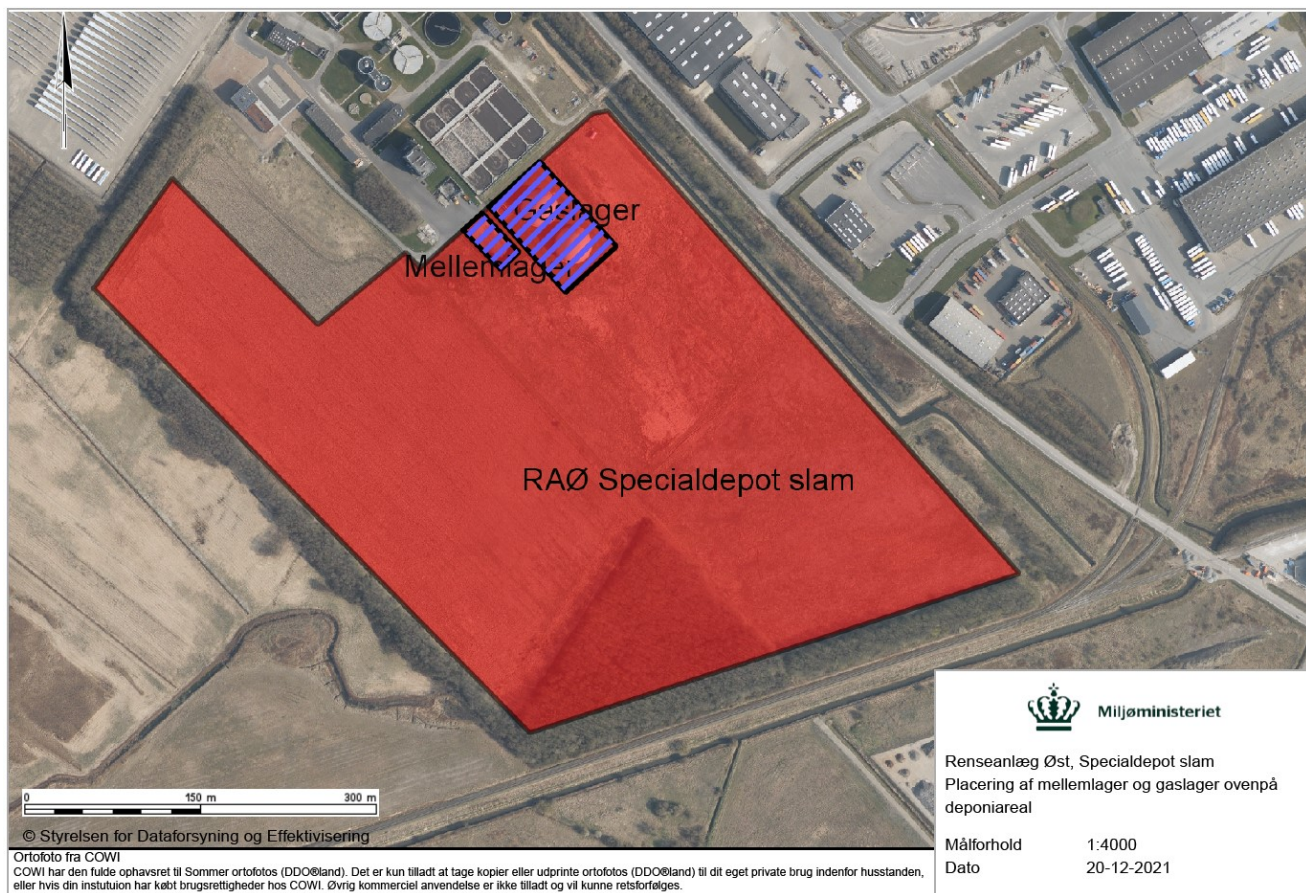 Gaslager
Mellemlager
RAØ Specialdepot slam
0 150 m 300 m
© Styrelsen for Dataforsyning og Effektivisering
Ortofoto fra COWI
COWI har den fulde ophavsret til Sommer ortofotos (DDO®land). Det er kun tilladt at tage kopier eller udprinte ortofotos (DDO®land) til dit eget private brug indenfor husstanden,
eller hvis din instutuion har købt brugsrettigheder hos COWI. Øvrig kommerciel anvendelse er ikke tilladt og vil kunne retsforfølges.
Miljøministeriet
Renseanlæg Øst, Specialdepot slam
Placering af mellemlager og gaslager ovenpå
deponiareal
Målforhold 1:4000
Dato 20-12-2021